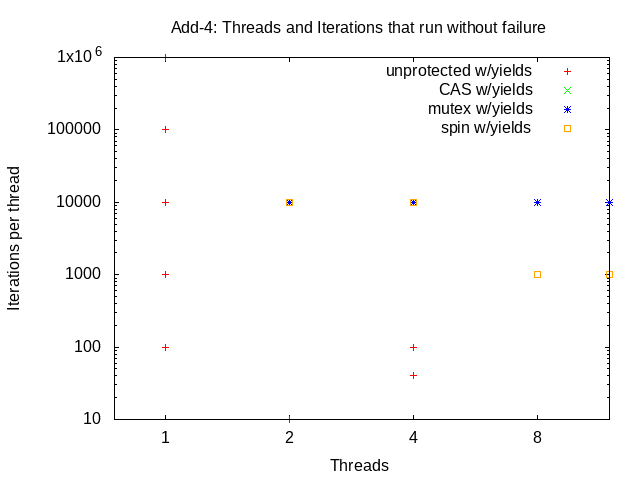 Add-4: Threads and Iterations that run without failure
1x10^6
100000
10000
1000
100
10
Iterations per thread
unprotected w/yields
CAS w/yields
mutex w/yields
spin w/yields
1 2 4 8
Threads